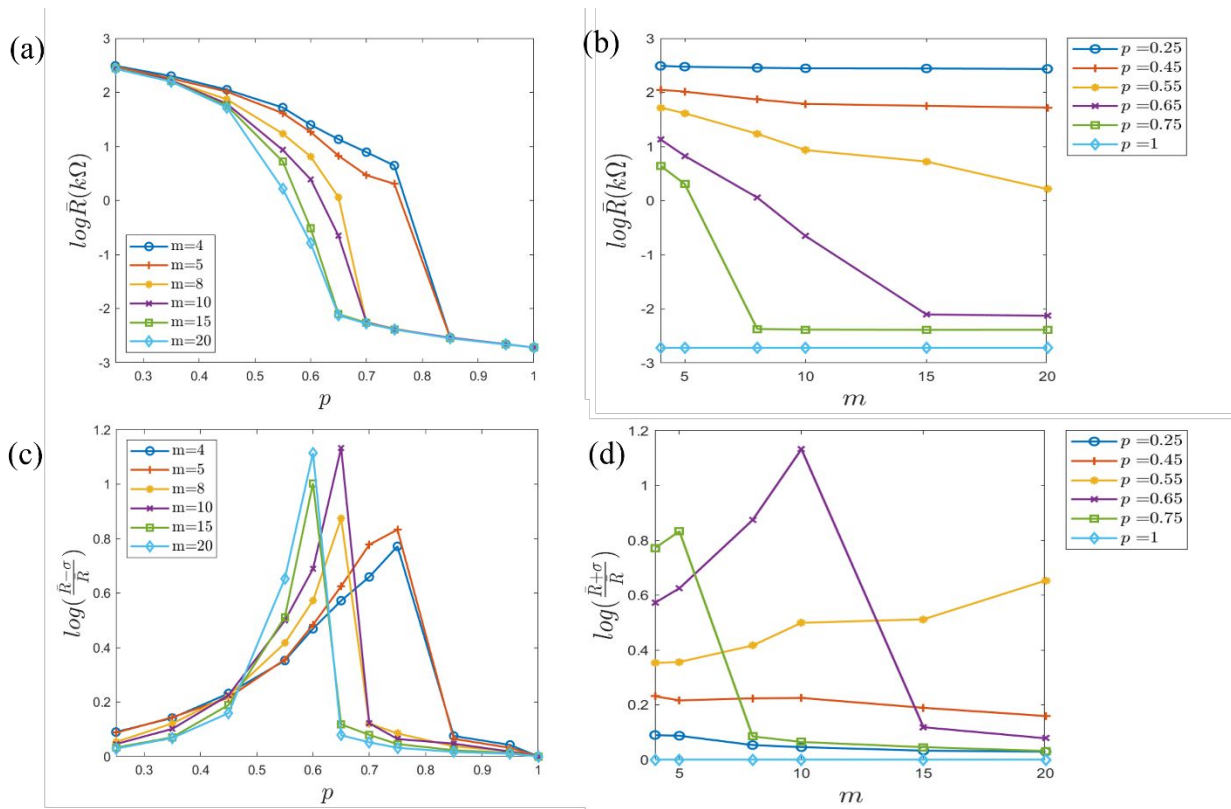 (a)
3
2
1
0
-1
-2
-3
log R̄(kΩ)
m=4
m=5
m=8
m=10
m=15
m=20
0.3 0.4 0.5 0.6 0.7 0.8 0.9 1
p
(b)
3
2
1
0
-1
-2
-3
log R̄(kΩ)
5 10 15 20
m
p =0.25
p =0.45
p =0.55
p =0.65
p =0.75
p =1
(c)
1.2
1
0.8
0.6
0.4
0.2
0
log(R̄−σ/R̄)
m=4
m=5
m=8
m=10
m=15
m=20
0.3 0.4 0.5 0.6 0.7 0.8 0.9 1
p
(d)
1.2
1
0.8
0.6
0.4
0.2
0
log(R̄+σ/R̄)
5 10 15 20
m
p =0.25
p =0.45
p =0.55
p =0.65
p =0.75
p =1